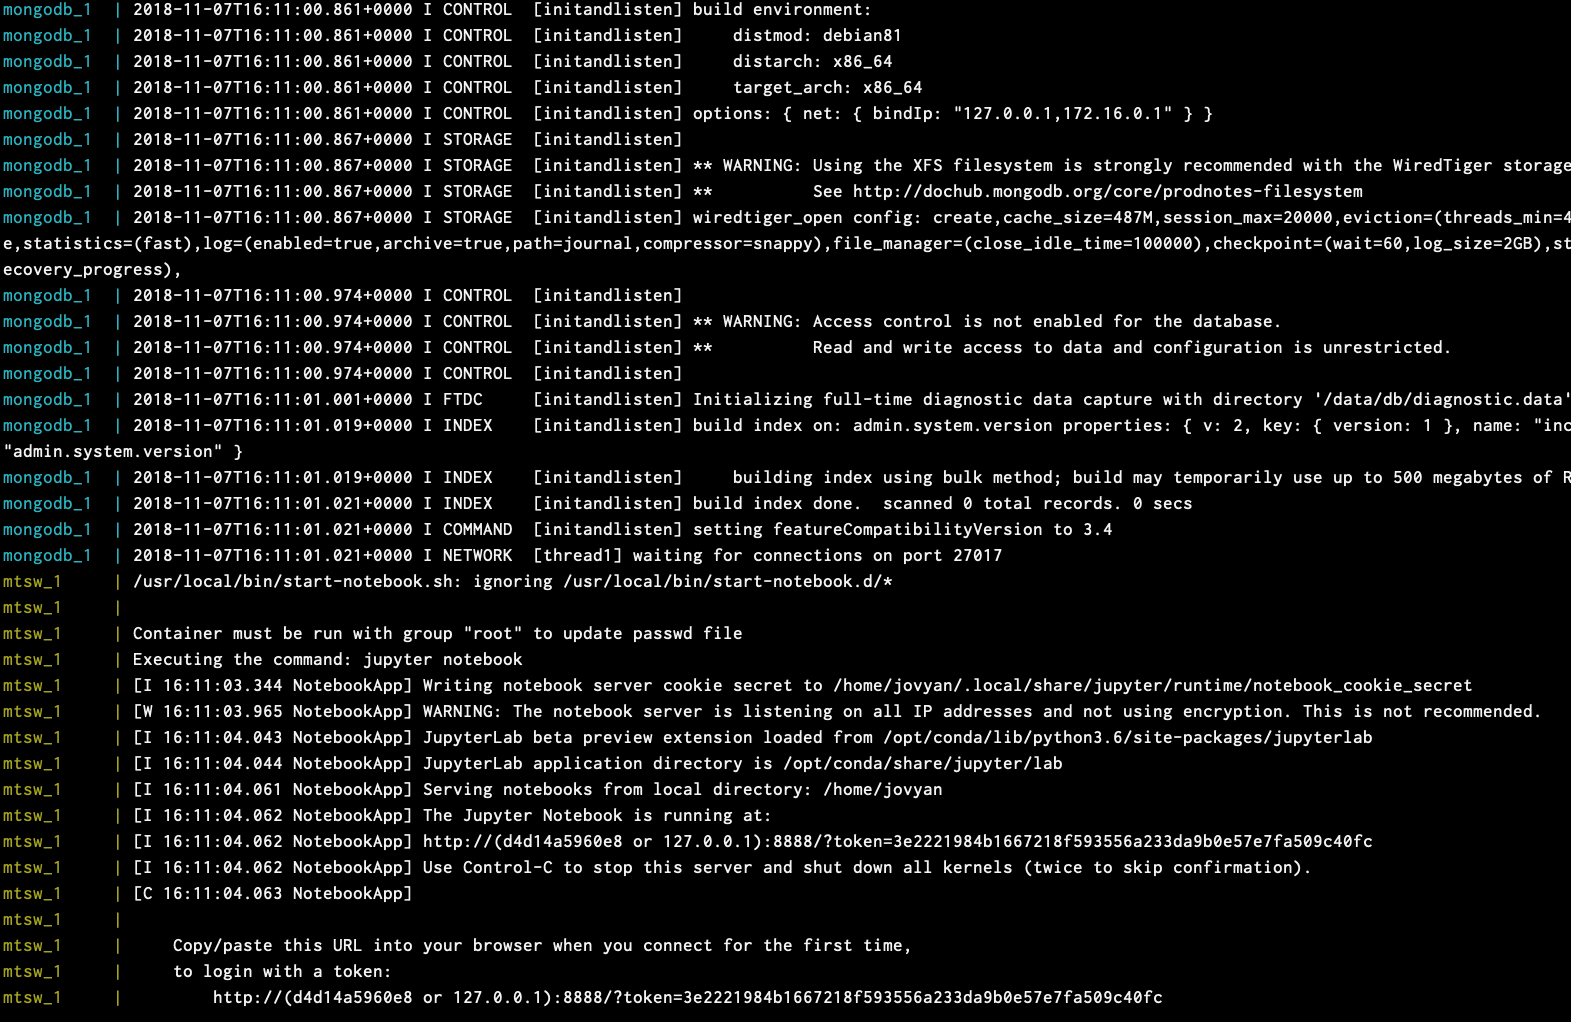 mongodb_1  | 2018-11-07T16:11:00.861+0000 I CONTROL  [initandlisten] build environment:
mongodb_1  | 2018-11-07T16:11:00.861+0000 I CONTROL  [initandlisten]     distmod: debian81
mongodb_1  | 2018-11-07T16:11:00.861+0000 I CONTROL  [initandlisten]     distarch: x86_64
mongodb_1  | 2018-11-07T16:11:00.861+0000 I CONTROL  [initandlisten]     target_arch: x86_64
mongodb_1  | 2018-11-07T16:11:00.861+0000 I CONTROL  [initandlisten] options: { net: { bindIp: "127.0.0.1,172.16.0.1" } }
mongodb_1  | 2018-11-07T16:11:00.867+0000 I STORAGE  [initandlisten]
mongodb_1  | 2018-11-07T16:11:00.867+0000 I STORAGE  [initandlisten] ** WARNING: Using the XFS filesystem is strongly recommended with the WiredTiger storage
mongodb_1  | 2018-11-07T16:11:00.867+0000 I STORAGE  [initandlisten] **          See http://dochub.mongodb.org/core/prodnotes-filesystem
mongodb_1  | 2018-11-07T16:11:00.867+0000 I STORAGE  [initandlisten] wiredtiger_open config: create,cache_size=487M,session_max=20000,eviction=(threads_min=4
e,statistics=(fast),log=(enabled=true,archive=true,path=journal,compressor=snappy),file_manager=(close_idle_time=100000),checkpoint=(wait=60,log_size=2GB),st
ecovery_progress),
mongodb_1  | 2018-11-07T16:11:00.974+0000 I CONTROL  [initandlisten]
mongodb_1  | 2018-11-07T16:11:00.974+0000 I CONTROL  [initandlisten] ** WARNING: Access control is not enabled for the database.
mongodb_1  | 2018-11-07T16:11:00.974+0000 I CONTROL  [initandlisten] **          Read and write access to data and configuration is unrestricted.
mongodb_1  | 2018-11-07T16:11:00.974+0000 I CONTROL  [initandlisten]
mongodb_1  | 2018-11-07T16:11:01.001+0000 I FTDC     [initandlisten] Initializing full-time diagnostic data capture with directory '/data/db/diagnostic.data'
mongodb_1  | 2018-11-07T16:11:01.019+0000 I INDEX    [initandlisten] build index on: admin.system.version properties: { v: 2, key: { version: 1 }, name: "inc
"admin.system.version" }
mongodb_1  | 2018-11-07T16:11:01.019+0000 I INDEX    [initandlisten]     building index using bulk method; build may temporarily use up to 500 megabytes of R
mongodb_1  | 2018-11-07T16:11:01.021+0000 I INDEX    [initandlisten] build index done.  scanned 0 total records. 0 secs
mongodb_1  | 2018-11-07T16:11:01.021+0000 I COMMAND  [initandlisten] setting featureCompatibilityVersion to 3.4
mongodb_1  | 2018-11-07T16:11:01.021+0000 I NETWORK  [thread1] waiting for connections on port 27017
mtsw_1     | /usr/local/bin/start-notebook.sh: ignoring /usr/local/bin/start-notebook.d/*
mtsw_1     |
mtsw_1     | Container must be run with group "root" to update passwd file
mtsw_1     | Executing the command: jupyter notebook
mtsw_1     | [I 16:11:03.344 NotebookApp] Writing notebook server cookie secret to /home/jovyan/.local/share/jupyter/runtime/notebook_cookie_secret
mtsw_1     | [W 16:11:03.965 NotebookApp] WARNING: The notebook server is listening on all IP addresses and not using encryption. This is not recommended.
mtsw_1     | [I 16:11:04.043 NotebookApp] JupyterLab beta preview extension loaded from /opt/conda/lib/python3.6/site-packages/jupyterlab
mtsw_1     | [I 16:11:04.044 NotebookApp] JupyterLab application directory is /opt/conda/share/jupyter/lab
mtsw_1     | [I 16:11:04.061 NotebookApp] Serving notebooks from local directory: /home/jovyan
mtsw_1     | [I 16:11:04.062 NotebookApp] The Jupyter Notebook is running at:
mtsw_1     | [I 16:11:04.062 NotebookApp] http://(d4d14a5960e8 or 127.0.0.1):8888/?token=3e2221984b1667218f593556a233da9b0e57e7fa509c40fc
mtsw_1     | [I 16:11:04.062 NotebookApp] Use Control-C to stop this server and shut down all kernels (twice to skip confirmation).
mtsw_1     | [C 16:11:04.063 NotebookApp]
mtsw_1     |
mtsw_1     |     Copy/paste this URL into your browser when you connect for the first time,
mtsw_1     |     to login with a token:
mtsw_1     |         http://(d4d14a5960e8 or 127.0.0.1):8888/?token=3e2221984b1667218f593556a233da9b0e57e7fa509c40fc